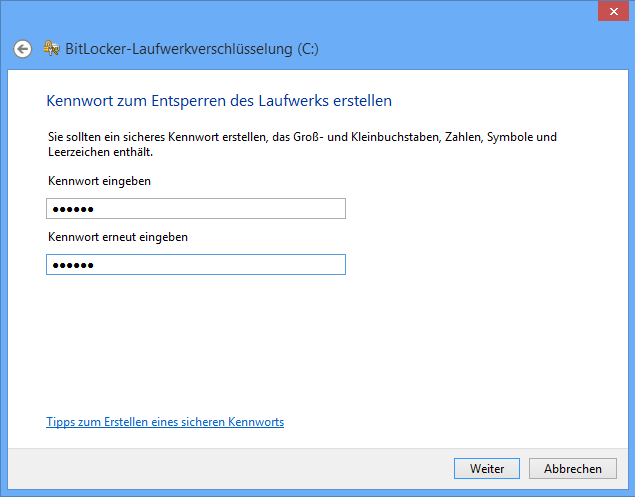 BitLocker-Laufwerkverschlüsselung (C:)
Kennwort zum Entsperren des Laufwerks erstellen
Sie sollten ein sicheres Kennwort erstellen, das Groß- und Kleinbuchstaben, Zahlen, Symbole und
Leerzeichen enthält.
Kennwort eingeben
●●●●●●
Kennwort erneut eingeben
●●●●●●
Tipps zum Erstellen eines sicheren Kennworts
Weiter
Abbrechen